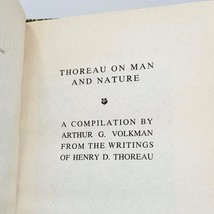 THOREAU ON MAN
AND NATURE
A COMPILATION BY
ARTHUR G. VOLKMAN
FROM THE WRITINGS
OF HENRY D. THOREAU